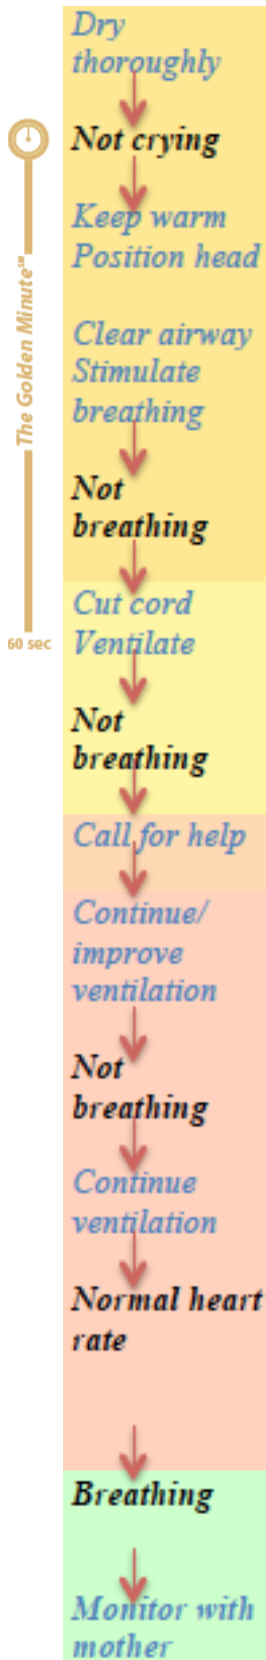 Dry
thoroughly
Not crying
Keep warm
Position head
Clear airway
Stimulate
breathing
Not
breathing
Cut cord
Ventilate
Not
breathing
Call for help
Continue/
improve
ventilation
Not
breathing
Continue
ventilation
Normal heart
rate
Breathing
Monitor with
mother
The Golden Minute℠
60 sec